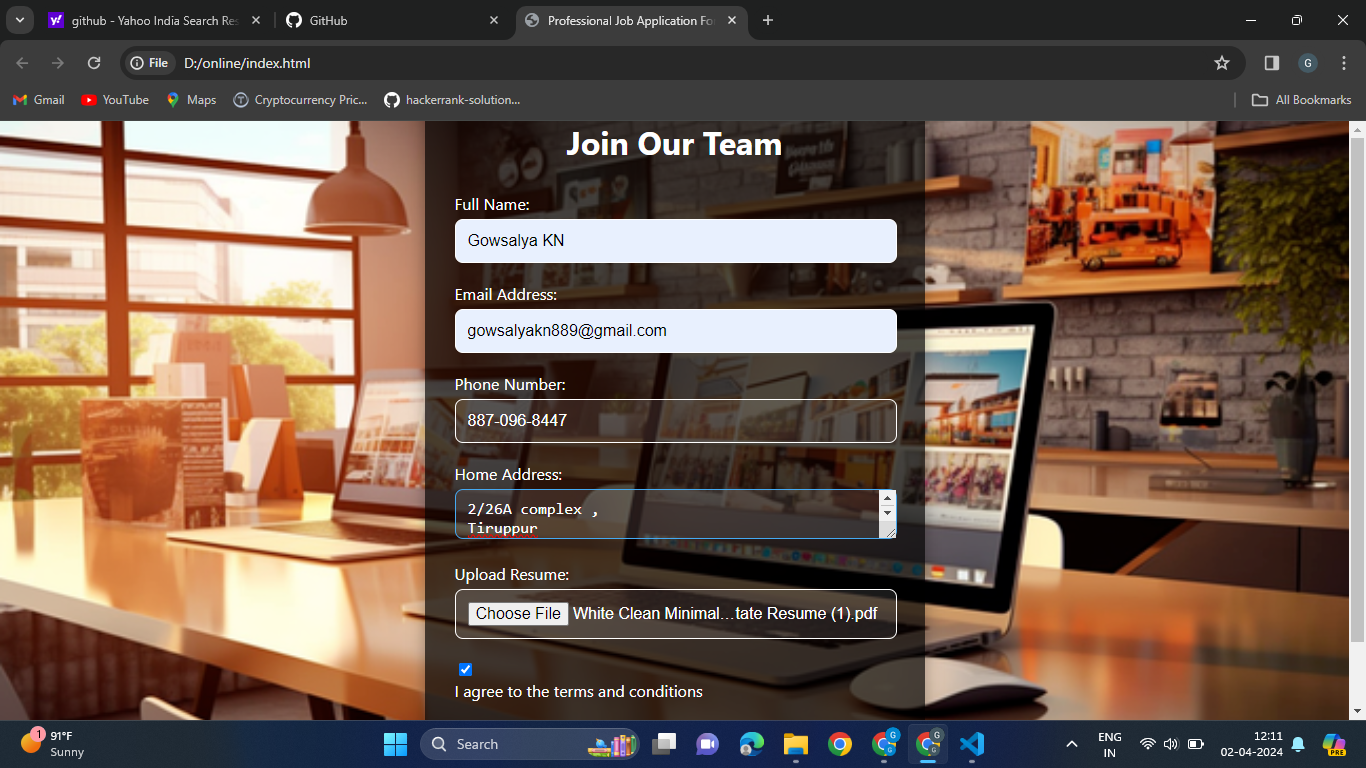 github - Yahoo India Search Res
GitHub
Professional Job Application Fo
File
D:/online/index.html
G
Gmail
YouTube
Maps
Cryptocurrency Pric...
hackerrank-solution...
All Bookmarks
Join Our Team
Full Name:
Gowsalya KN
Email Address:
gowsalyakn889@gmail.com
Phone Number:
887-096-8447
Home Address:
2/26A complex ,
Tiruppur
Upload Resume:
Choose File White Clean Minimal...tate Resume (1).pdf
I agree to the terms and conditions
1
91°F
Sunny
Search
G
G
ENG
IN
12:11
02-04-2024
PRE